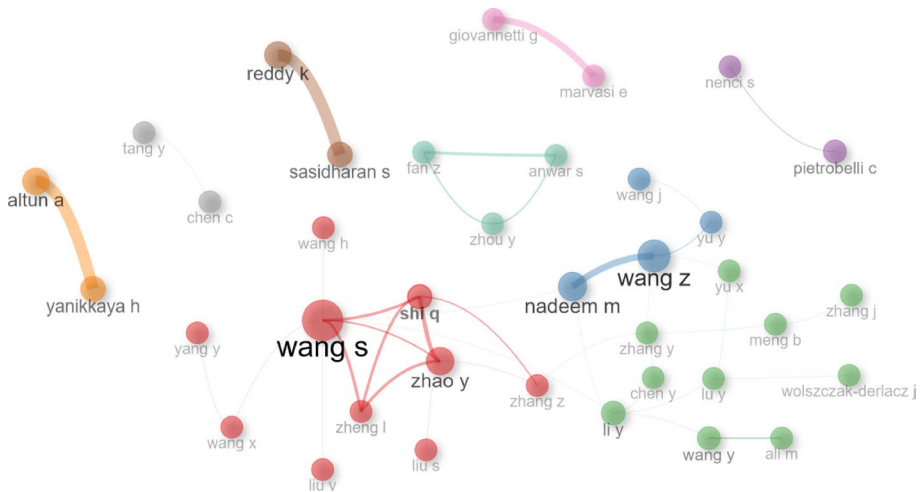 giovannetti g
reddy k
nenci s
marvasi e
tang y
fan z
anwar s
pietrobelli c
sasidharan s
altun a
wang j
chen c
zhou y
yu y
wang h
wang z
yu x
yanikkaya h
nadeem m
shi q
zhang j
wang s
zhang y
meng b
yang y
zhao y
chen y
lu y
wolszczak-derlacz j
zhang z
zheng l
li y
wang x
wang y
ali m
liu s
liu y